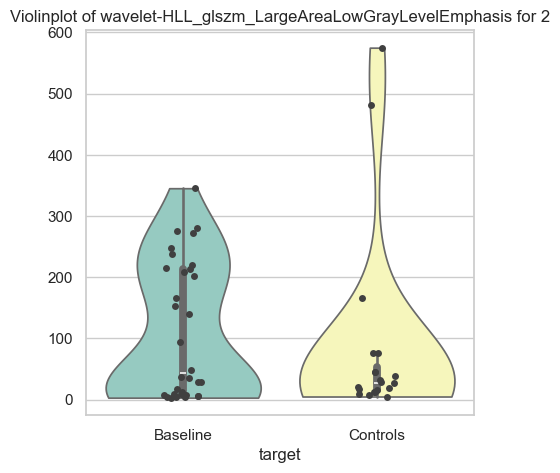 Violinplot of wavelet-HLL_glszm_LargeAreaLowGrayLevelEmphasis for 2
600
500
400
300
200
100
0
Baseline Controls
target